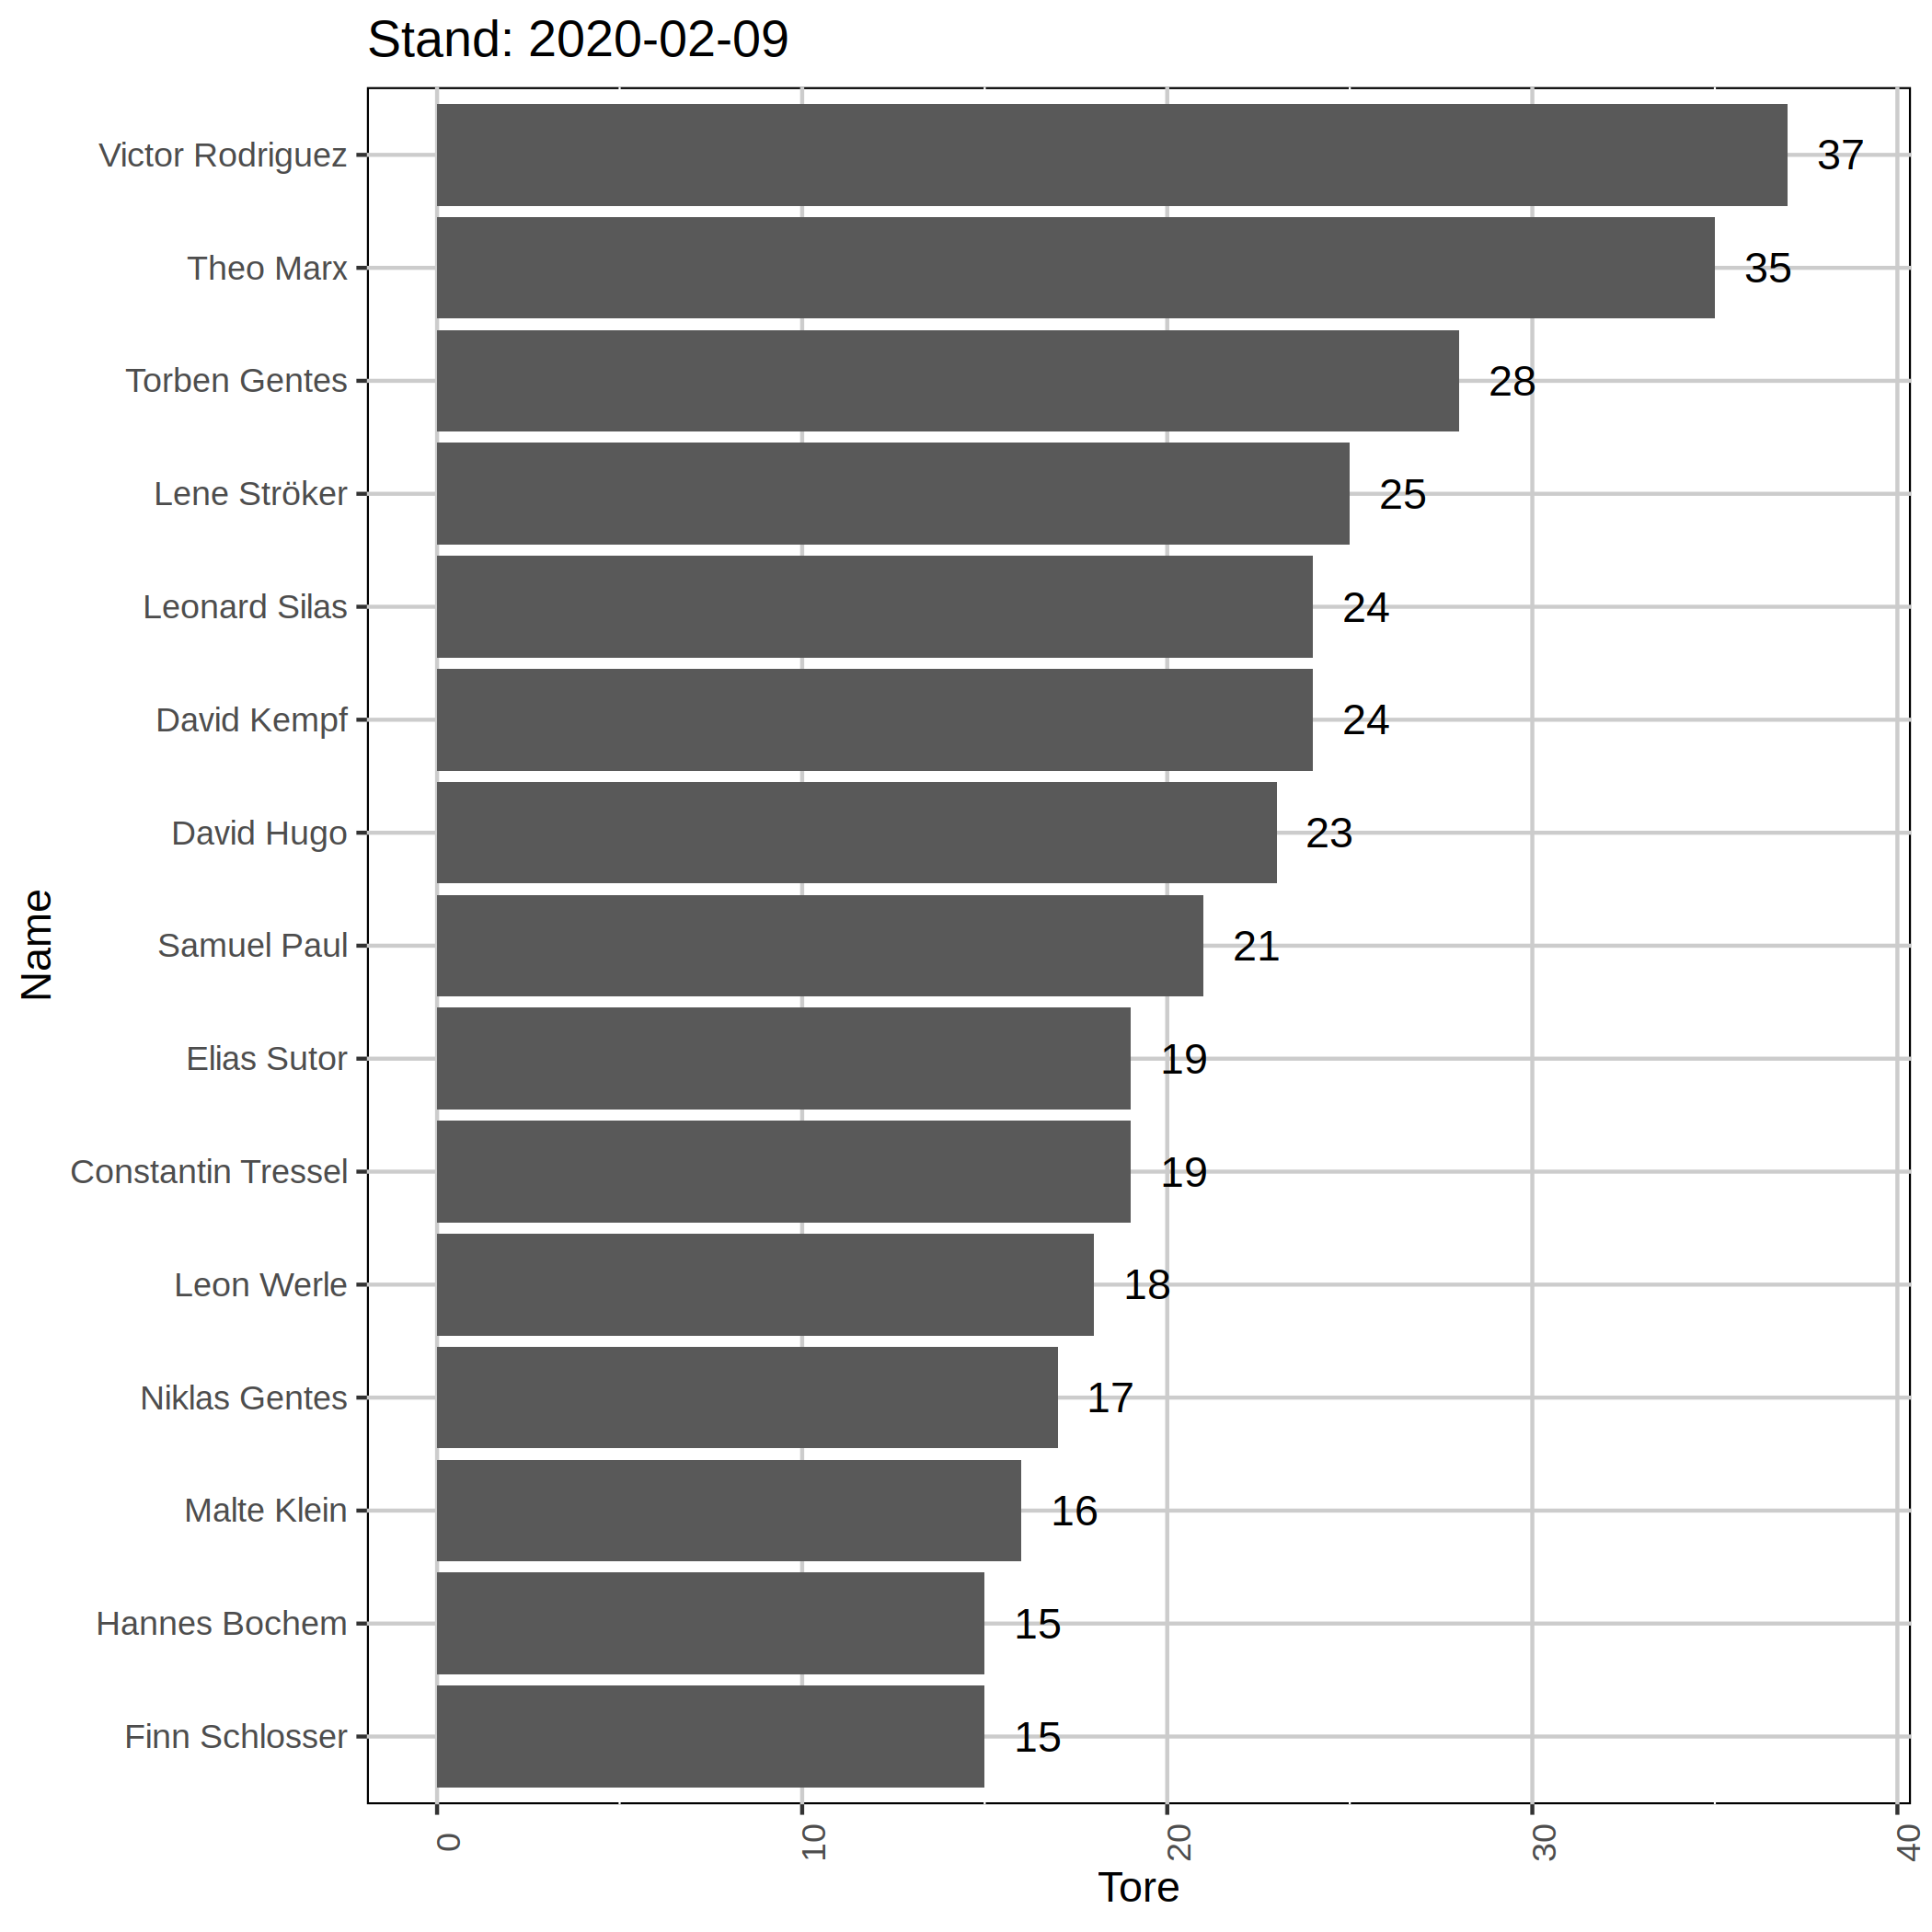 Stand: 2020-02-09
Name
Victor Rodriguez 37
Theo Marx 35
Torben Gentes 28
Lene Ströker 25
Leonard Silas 24
David Kempf 24
David Hugo 23
Samuel Paul 21
Elias Sutor 19
Constantin Tressel 19
Leon Werle 18
Niklas Gentes 17
Malte Klein 16
Hannes Bochem 15
Finn Schlosser 15
0 10 20 30 40
Tore